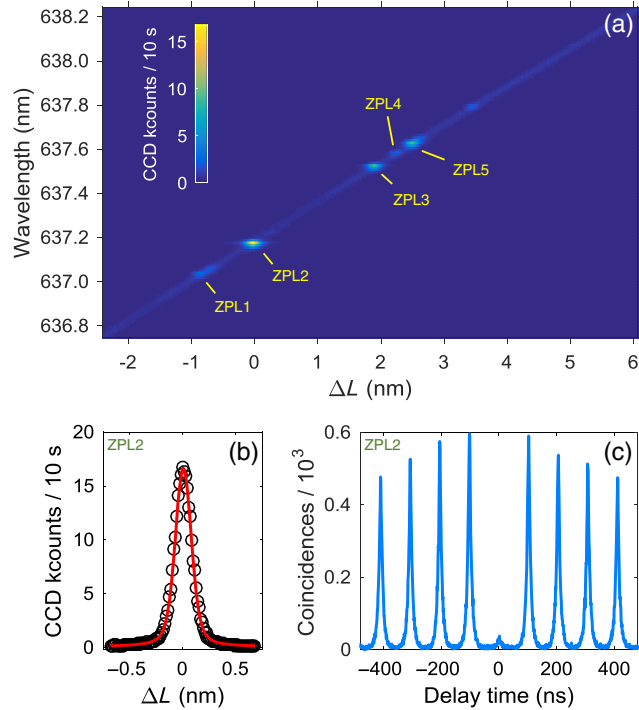 (a)
638.2
638.0
637.8
637.6
637.4
637.2
637.0
636.8
Wavelength (nm)
CCD kcounts / 10 s
15
10
5
0
ZPL4
ZPL5
ZPL3
ZPL2
ZPL1
-2 -1 0 1 2 3 4 5 6
ΔL (nm)
ZPL2 (b)
20
15
10
5
0
CCD kcounts / 10 s
−0.5 0 0.5
ΔL (nm)
ZPL2 (c)
0.6
0.4
0.2
0
Coincidences / 10³
−400 −200 0 200 400
Delay time (ns)